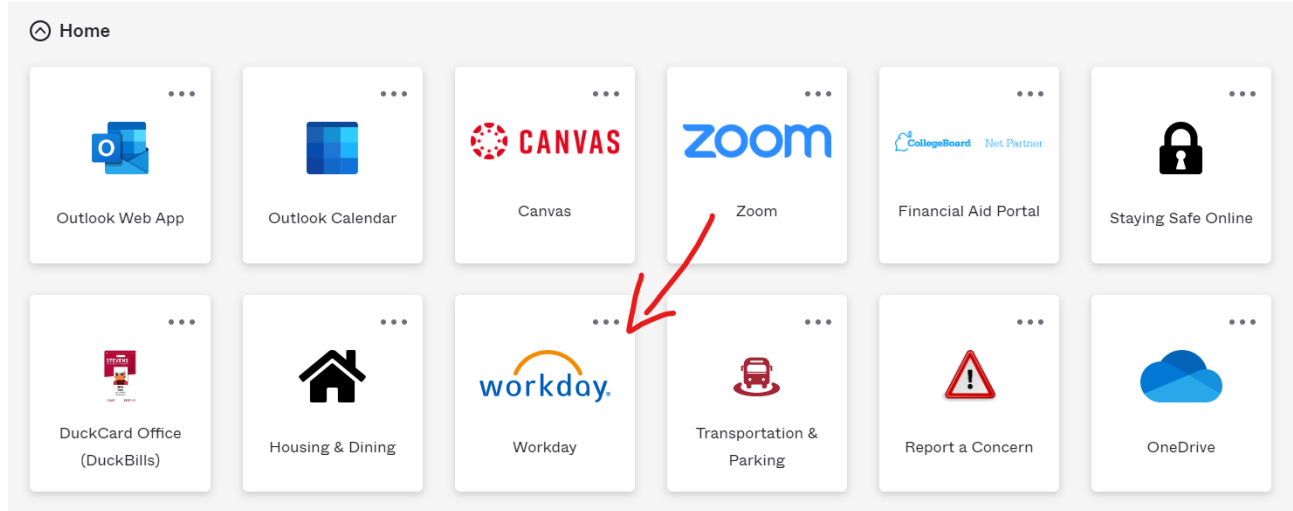 Home
Outlook Web App
Outlook Calendar
CANVAS
Canvas
zoom
Zoom
CollegeBoard Net Partner
Financial Aid Portal
Staying Safe Online
STEVENS
DuckCard Office
(DuckBills)
Housing & Dining
workday.
Workday
Transportation &
Parking
Report a Concern
OneDrive